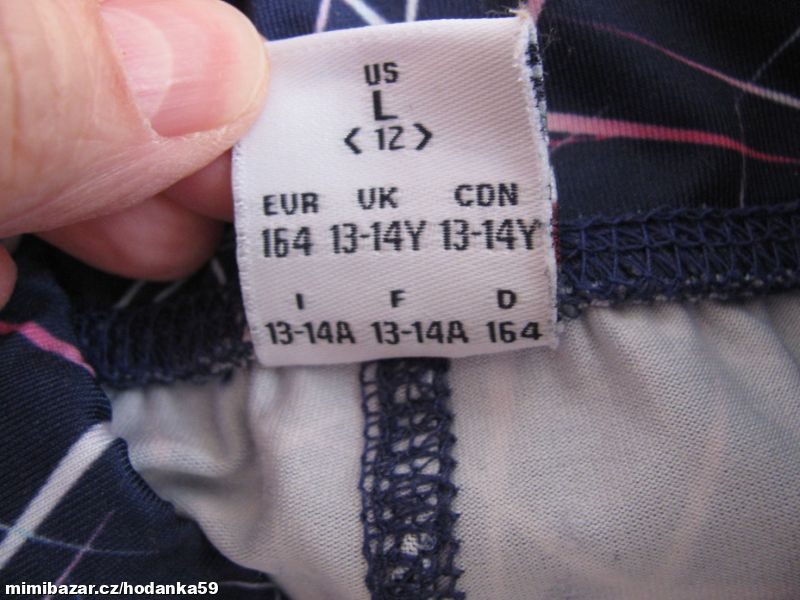 US
L
<12>
EUR UK CDN
164 13-14Y 13-14Y
I F D
13-14A 13-14A 164
mimibazar.cz/hodanka59